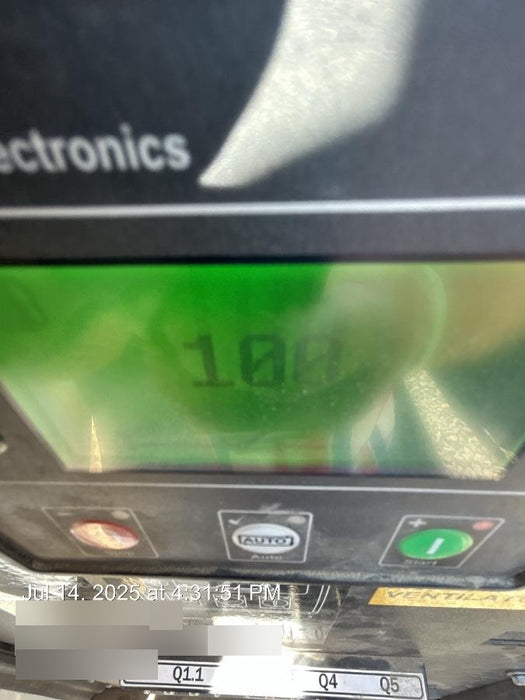 ectronics
100
AUTO
Auto
Start
Jul 14, 2025 at 4:31:51 PM
VENTILA
Q1.1
Q4
Q5